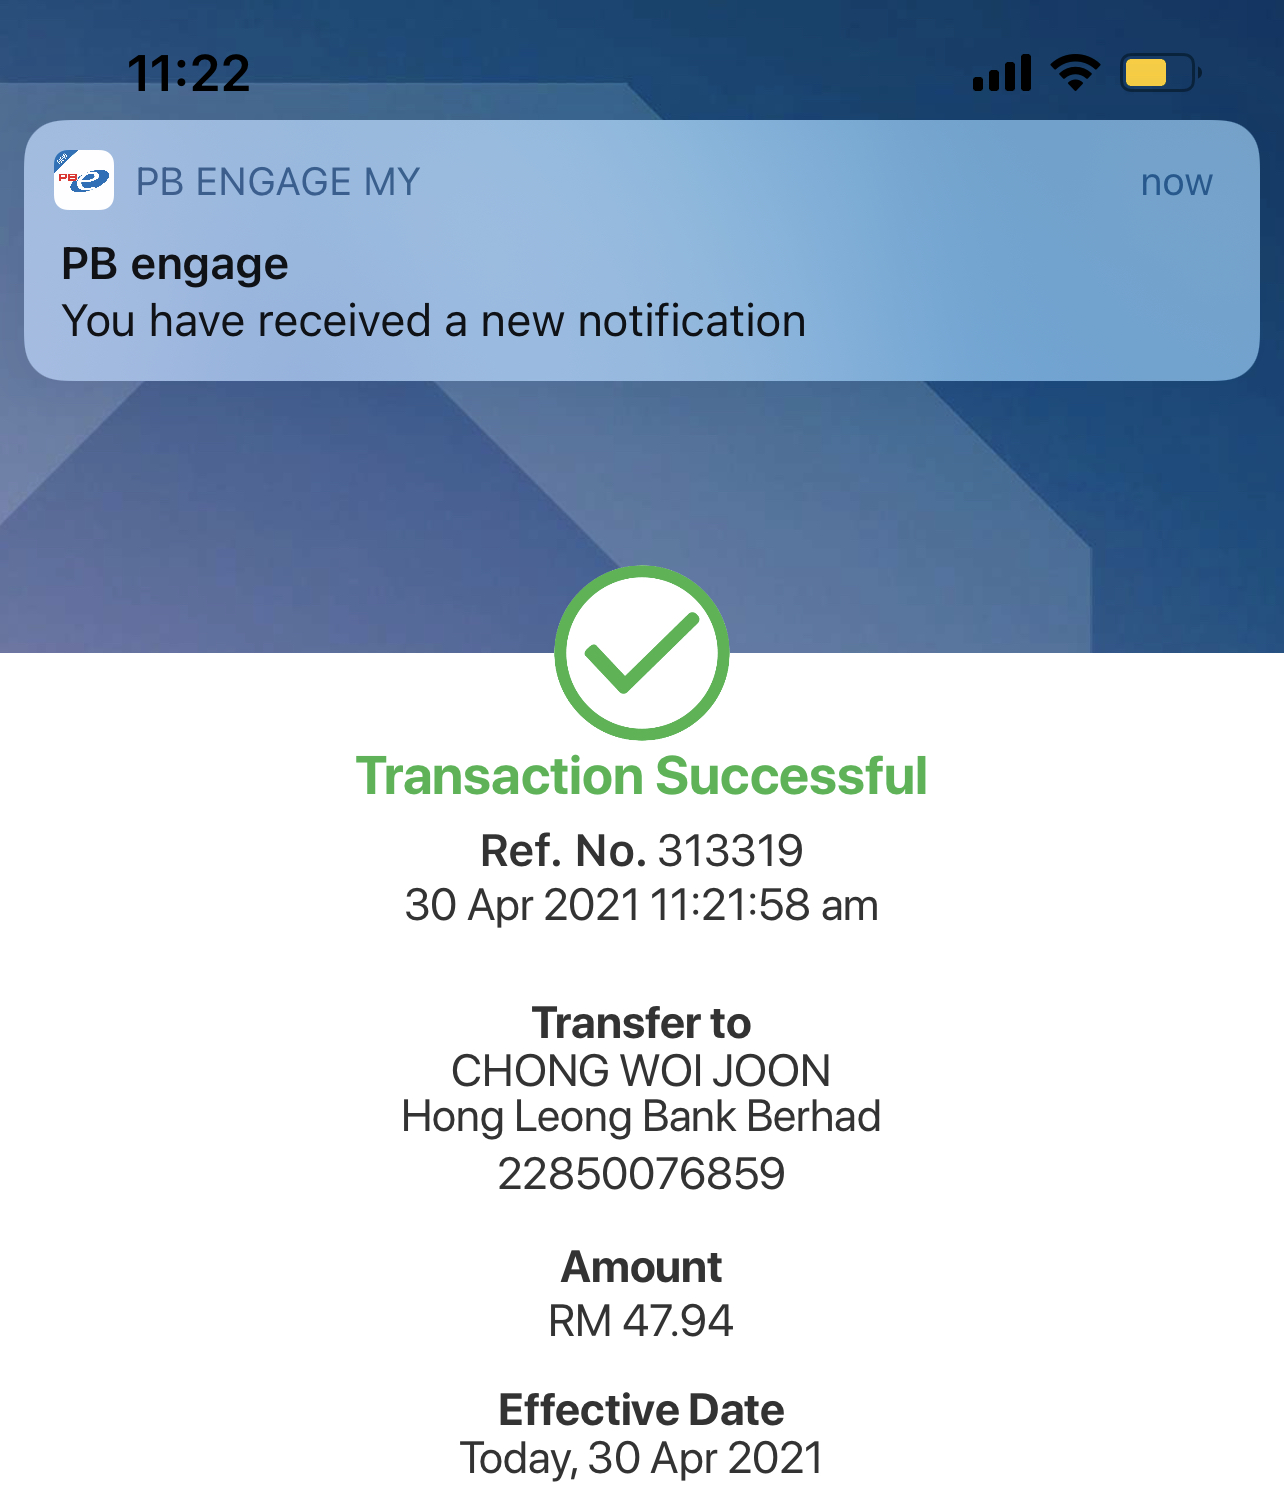 11:22
PB ENGAGE MY
now
PB engage
You have received a new notification
Transaction Successful
Ref. No. 313319
30 Apr 2021 11:21:58 am
Transfer to
CHONG WOI JOON
Hong Leong Bank Berhad
22850076859
Amount
RM 47.94
Effective Date
Today, 30 Apr 2021